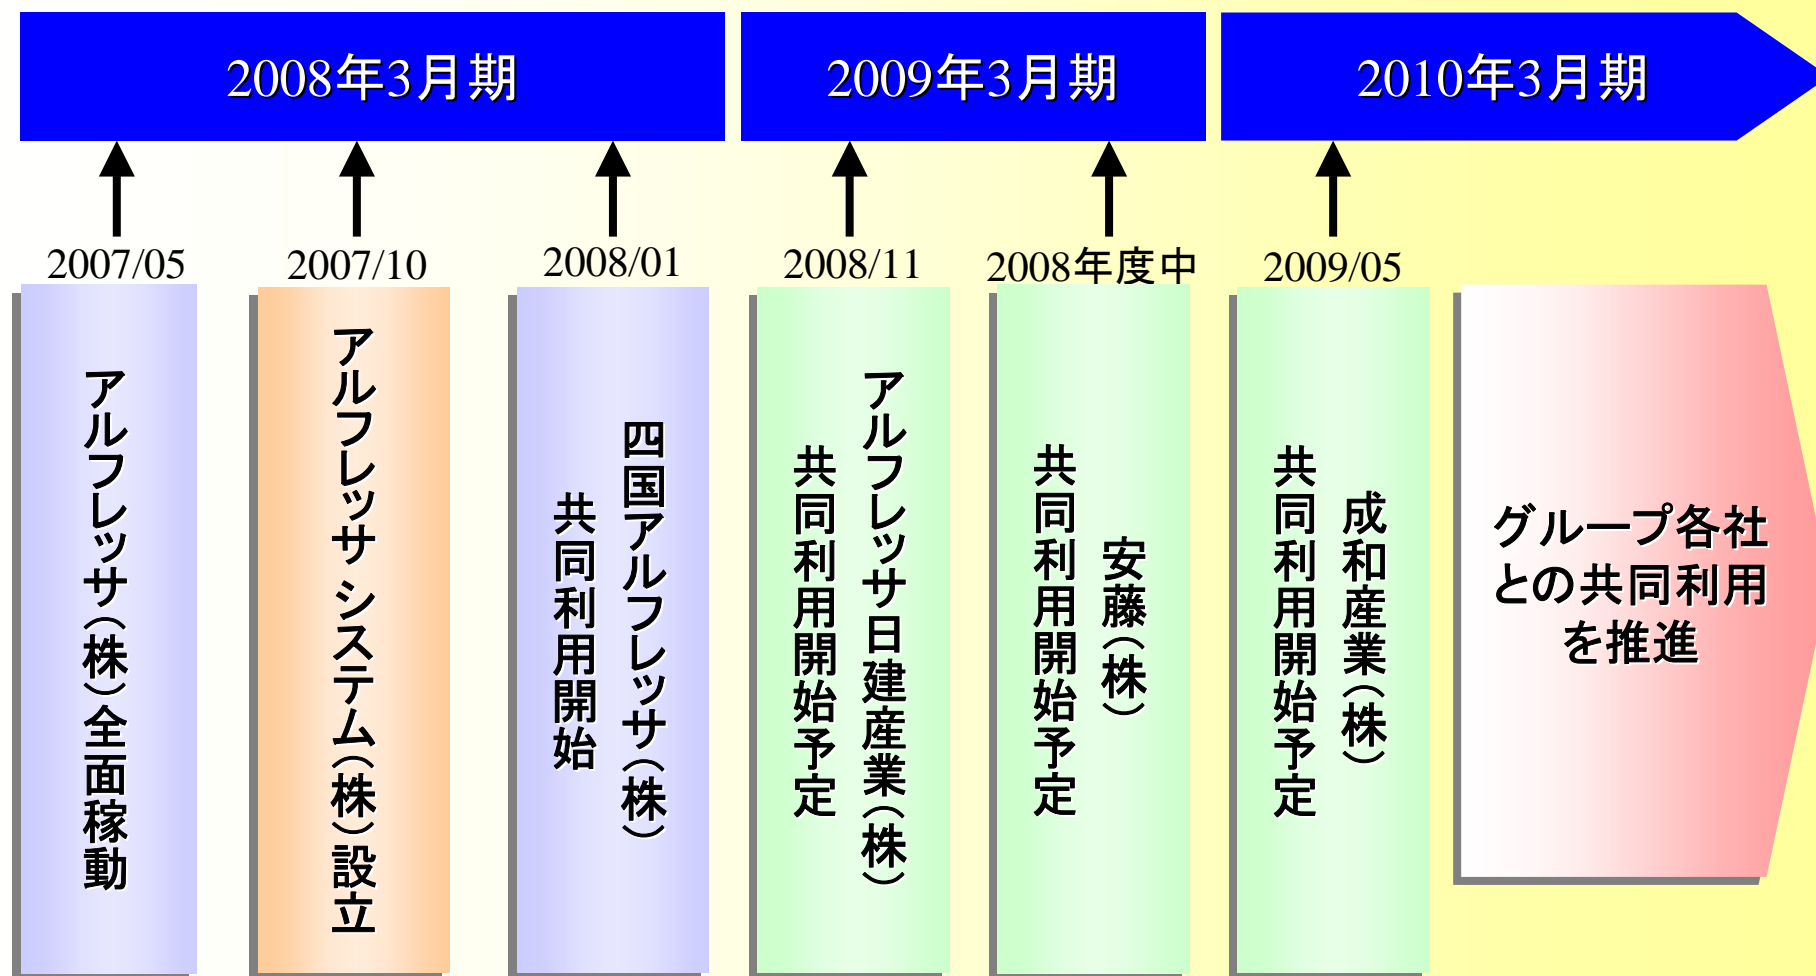 2008年3月期
2009年3月期
2010年3月期
2007/05
2007/10
2008/01
2008/11
2008年度中
2009/05
アルフレッサ(株)全面稼動
アルフレッサ システム(株)設立
四国アルフレッサ(株)
共同利用開始
アルフレッサ日建産業(株)
共同利用開始予定
安藤(株)
共同利用開始予定
成和産業(株)
共同利用開始予定
グループ各社
との共同利用
を推進